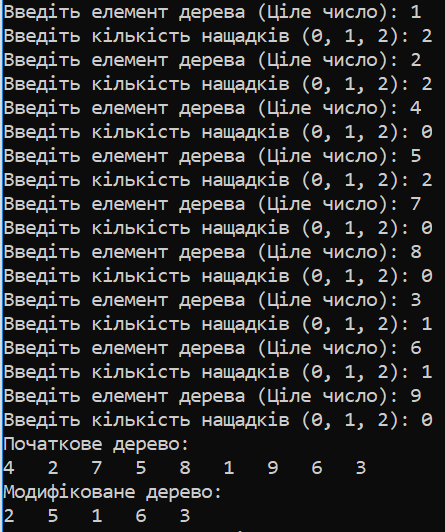 Введіть елемент дерева (Ціле число): 1
Введіть кількість нащадків (0, 1, 2): 2
Введіть елемент дерева (Ціле число): 2
Введіть кількість нащадків (0, 1, 2): 2
Введіть елемент дерева (Ціле число): 4
Введіть кількість нащадків (0, 1, 2): 0
Введіть елемент дерева (Ціле число): 5
Введіть кількість нащадків (0, 1, 2): 2
Введіть елемент дерева (Ціле число): 7
Введіть кількість нащадків (0, 1, 2): 0
Введіть елемент дерева (Ціле число): 8
Введіть кількість нащадків (0, 1, 2): 0
Введіть елемент дерева (Ціле число): 3
Введіть кількість нащадків (0, 1, 2): 1
Введіть елемент дерева (Ціле число): 6
Введіть кількість нащадків (0, 1, 2): 1
Введіть елемент дерева (Ціле число): 9
Введіть кількість нащадків (0, 1, 2): 0
Початкове дерево:
4   2   7   5   8   1   9   6   3
Модифіковане дерево:
2   5   1   6   3